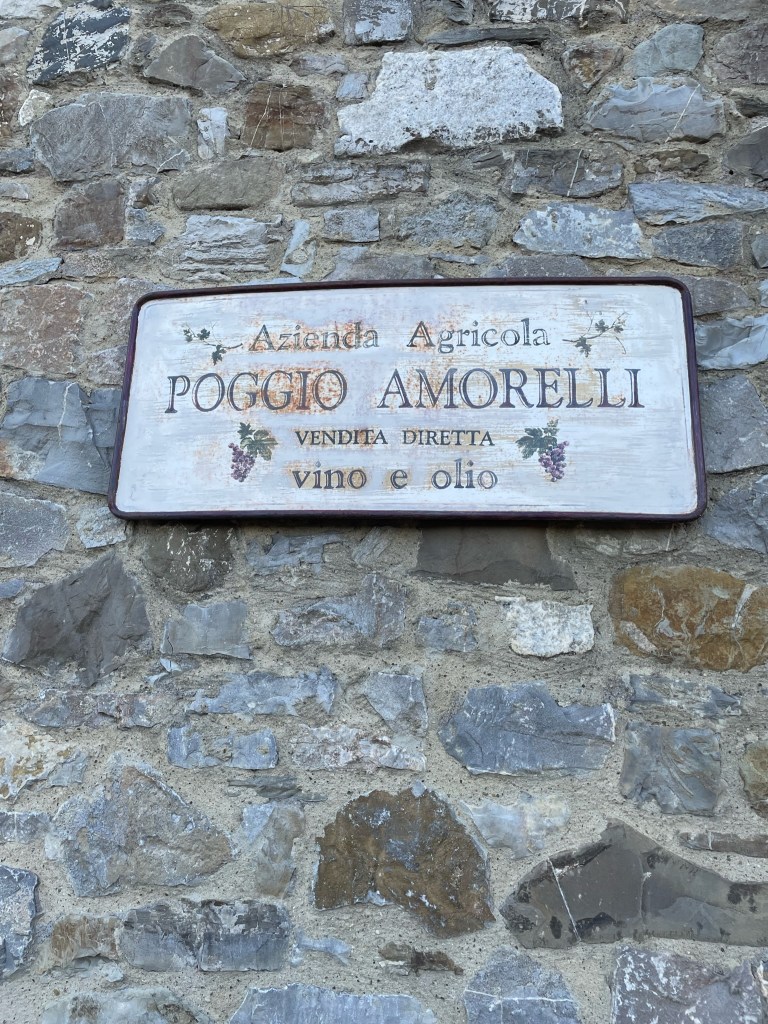 Azienda Agricola
POGGIO AMORELLI
VENDITA DIRETTA
vino e olio